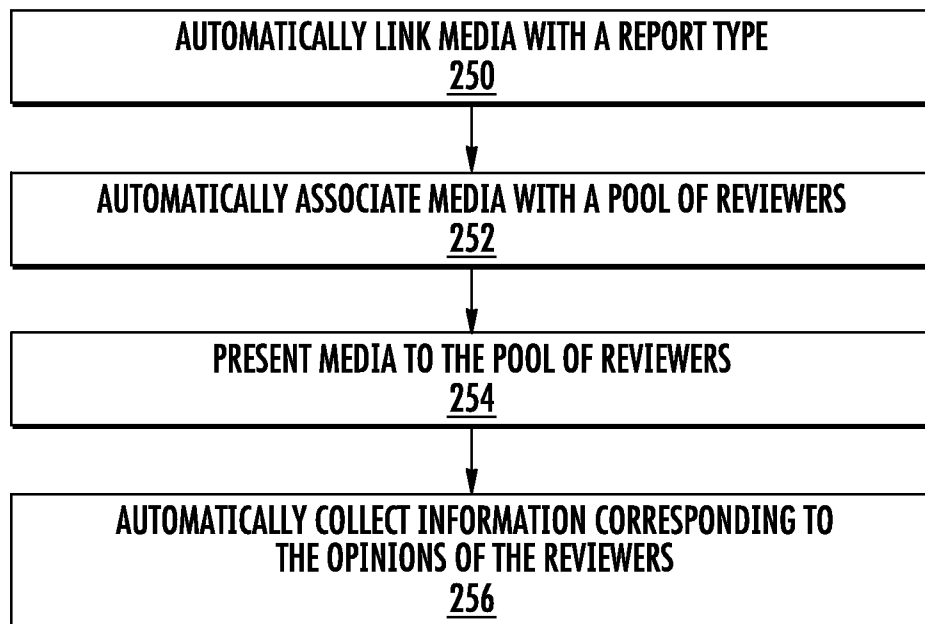 AUTOMATICALLY LINK MEDIA WITH A REPORT TYPE
250
AUTOMATICALLY ASSOCIATE MEDIA WITH A POOL OF REVIEWERS
252
PRESENT MEDIA TO THE POOL OF REVIEWERS
254
AUTOMATICALLY COLLECT INFORMATION CORRESPONDING TO
THE OPINIONS OF THE REVIEWERS
256